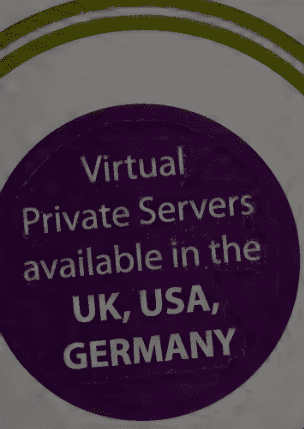 Virtual
Private Servers
available in the
UK, USA,
GERMANY